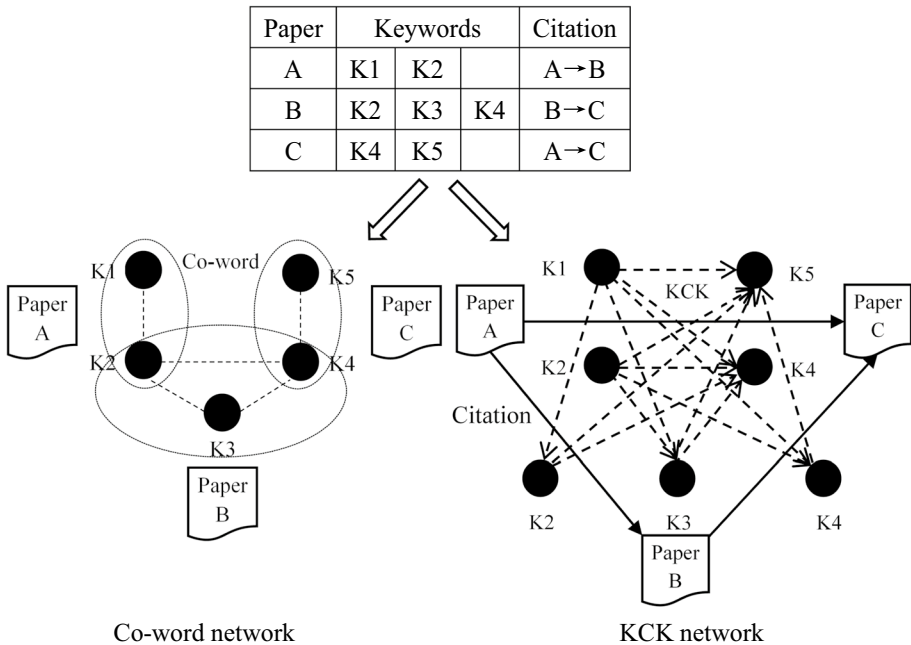 Paper Keywords Citation
A K1 K2 A→B
B K2 K3 K4 B→C
C K4 K5 A→C
K1 Co-word K5
Paper A
K2 K4
Paper C
K3
Paper B
Co-word network
K1 K5
KCK
Paper A
Paper C
K2 K4
Citation
K2 K3 K4
Paper B
KCK network